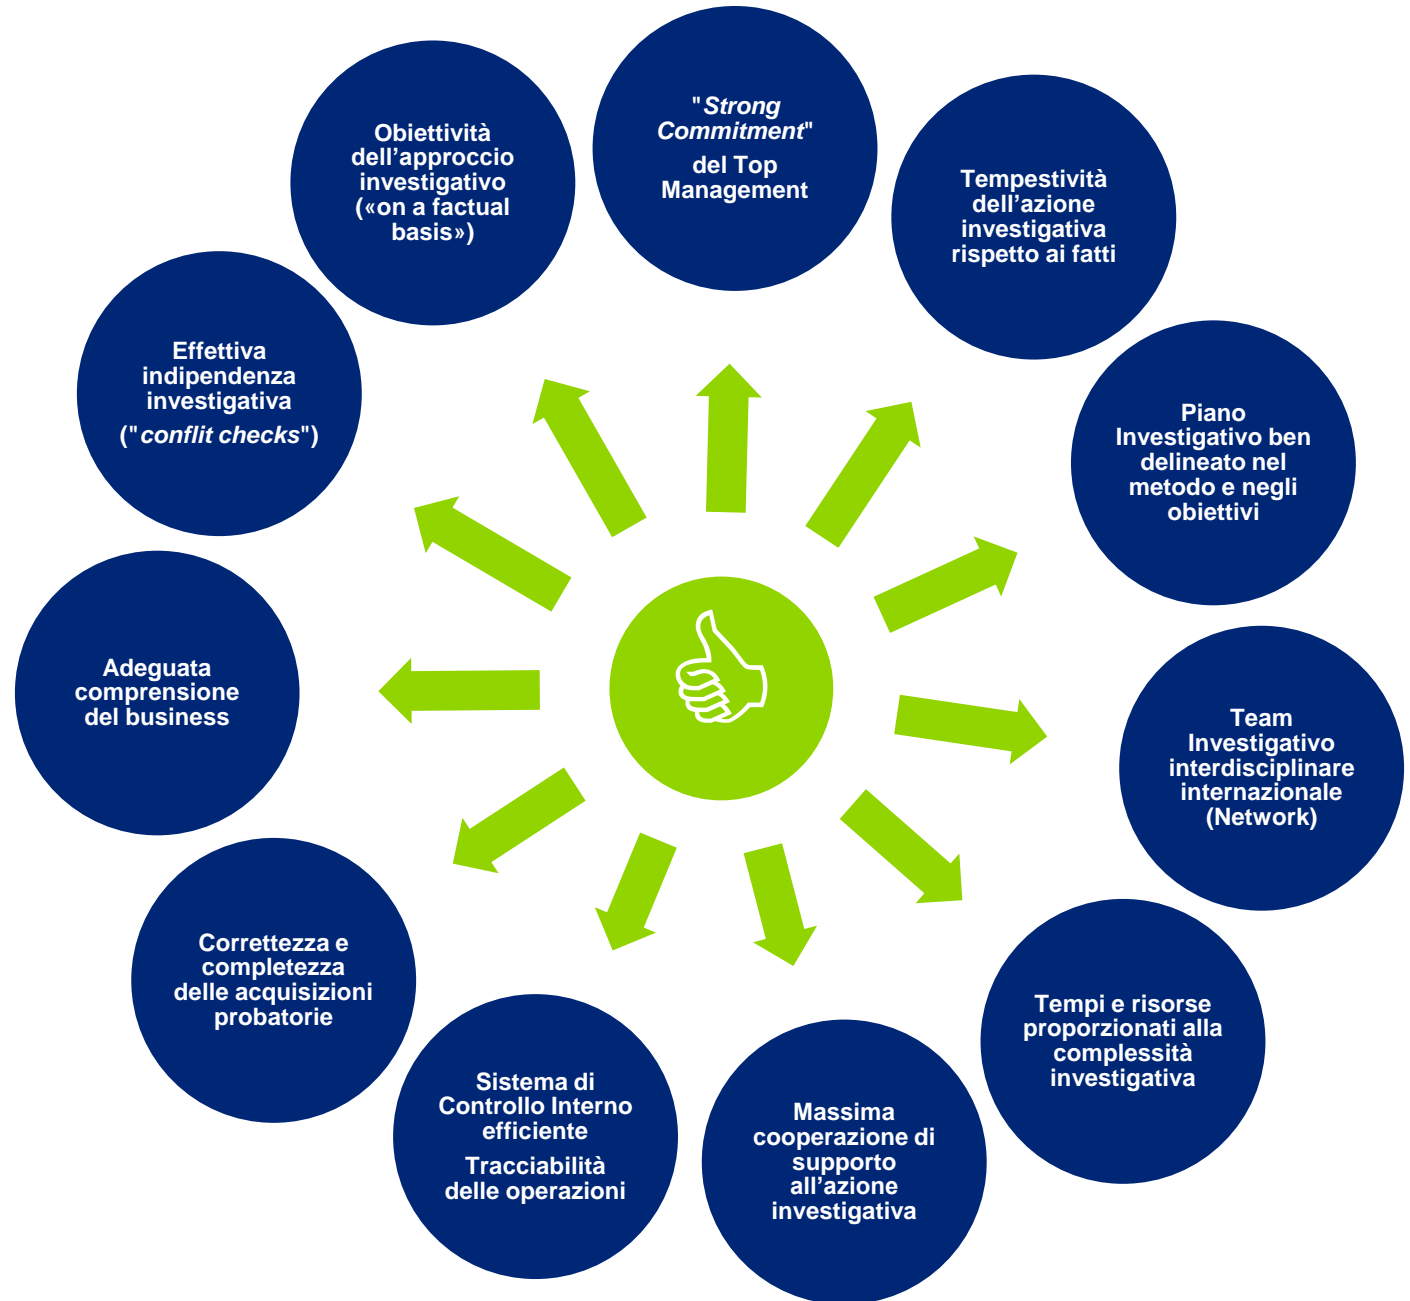 "Strong
Commitment"
del Top
Management
Tempestività
dell’azione
investigativa
rispetto ai fatti
Piano
Investigativo ben
delineato nel
metodo e negli
obiettivi
Team
Investigativo
interdisciplinare
internazionale
(Network)
Tempi e risorse
proporzionati alla
complessità
investigativa
Massima
cooperazione di
supporto
all’azione
investigativa
Sistema di
Controllo Interno
efficiente
Tracciabilità
delle operazioni
Correttezza e
completezza
delle acquisizioni
probatorie
Adeguata
comprensione
del business
Effettiva
indipendenza
investigativa
("conflit checks")
Obiettività
dell’approccio
investigativo
(«on a factual
basis»)